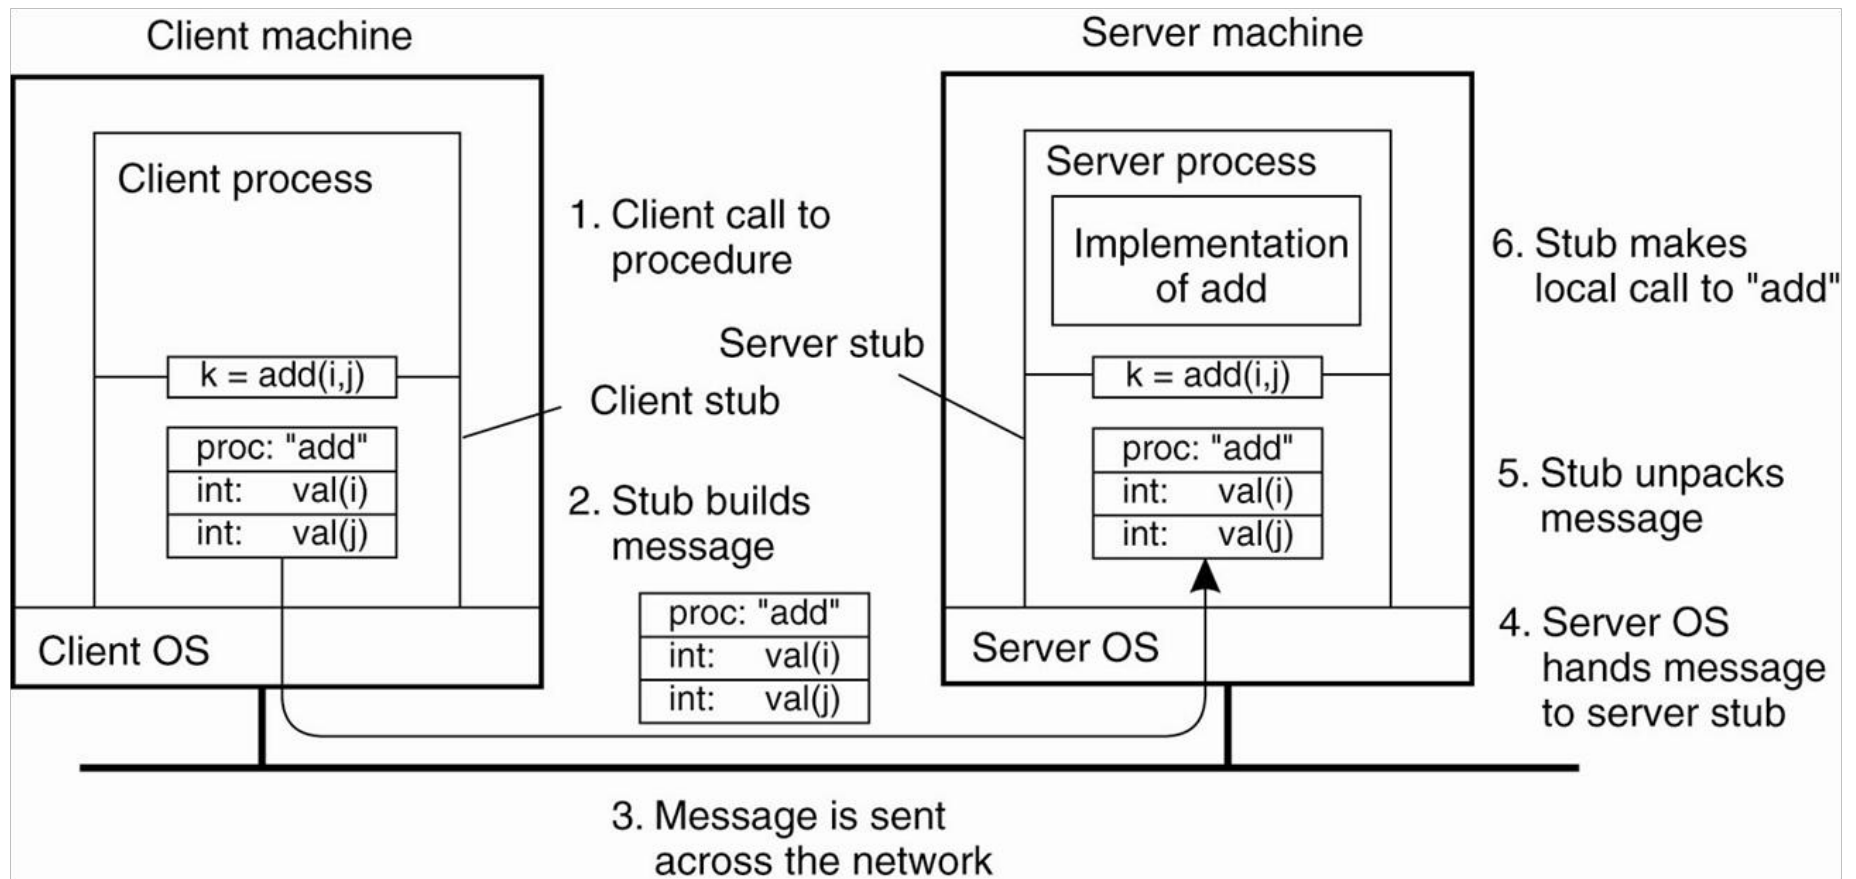 Client machine
Server machine
Client process
1. Client call to
procedure
k = add(i,j)
Client stub
proc: "add"
int: val(i)
int: val(j)
2. Stub builds
message
proc: "add"
int: val(i)
int: val(j)
Client OS
3. Message is sent
across the network
Server process
Implementation
of add
6. Stub makes
local call to "add"
Server stub
k = add(i,j)
proc: "add"
int: val(i)
int: val(j)
5. Stub unpacks
message
Server OS
4. Server OS
hands message
to server stub